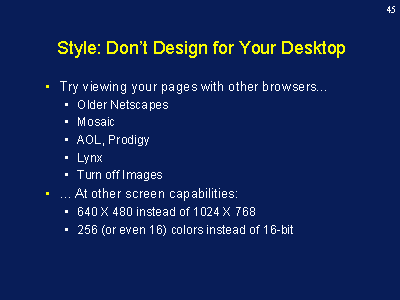 45
Style: Don't Design for Your Desktop
• Try viewing your pages with other browsers...
• Older Netscapes
• Mosaic
• AOL, Prodigy
• Lynx
• Turn off Images
• ... At other screen capabilities:
• 640 X 480 instead of 1024 X 768
• 256 (or even 16) colors instead of 16-bit